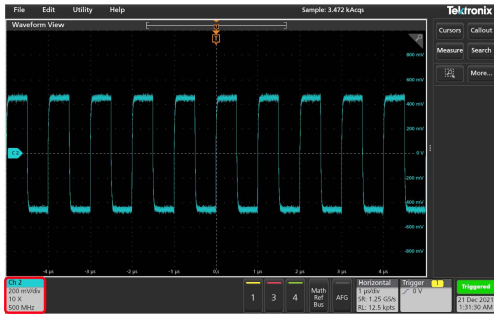 File Edit Utility Help Sample: 3.472 kAcqs Tektronix
Waveform View
Cursors Callout
Measure Search
More...
800 mV
600 mV
400 mV
200 mV
C2
0 V
-200 mV
-400 mV
-600 mV
-800 mV
-4 µs -3 µs -2 µs -1 µs 0 s 1 µs 2 µs 3 µs 4 µs
Ch 2
200 mV/div
10 X
500 MHz
1 3 4
Math
Ref
Bus
AFG
Horizontal
1 µs/div
SR: 1.25 GS/s
RL: 12.5 kpts
Trigger 1
0 V
Triggered
21 Dec 2021
1:31:30 AM